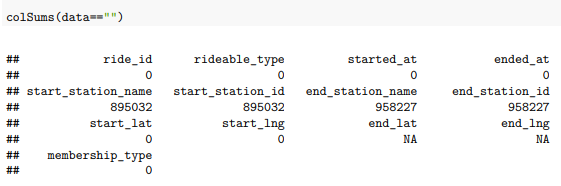 colSums(data=="")
## ride_id rideable_type started_at ended_at
## 0 0 0 0
## start_station_name start_station_id end_station_name end_station_id
## 895032 895032 958227 958227
## start_lat start_lng end_lat end_lng
## 0 0 NA NA
## membership_type
## 0